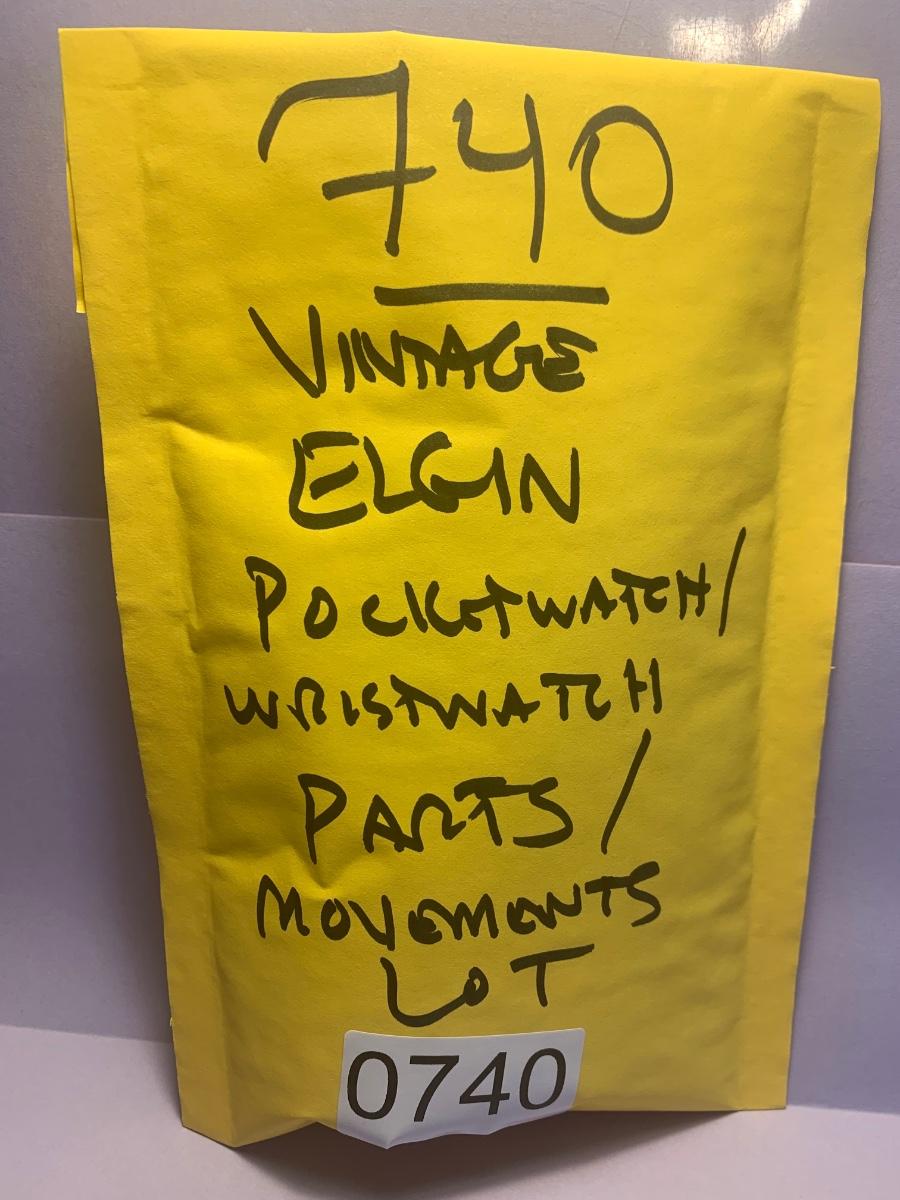 740
VINTAGE
ELGIN
POCKETWATCH/
WRISTWATCH
PARTS/
MOVEMENTS
LOT
0740